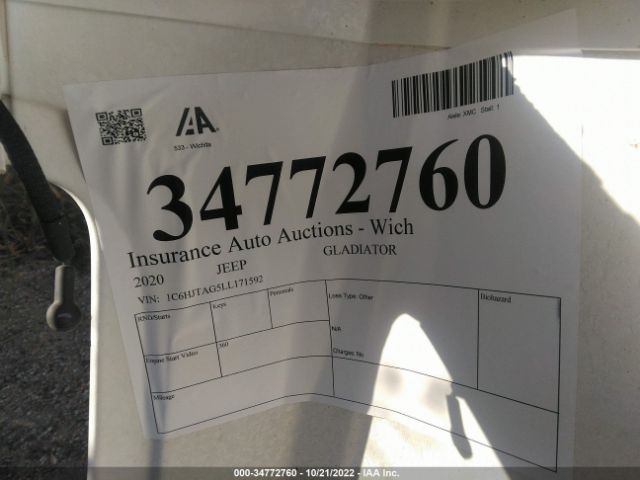 IAA
533 - Wichita
Aisle: XMC Stall: 1
34772760
Insurance Auto Auctions - Wich
2020 JEEP GLADIATOR
VIN: 1C6HJTAG5LL171592
RND/Starts Keys Personals Loss Type: Other Biohazard
N/A
Engine Start Video 360 Charges: No
Mileage
000-34772760 - 10/21/2022 - IAA Inc.